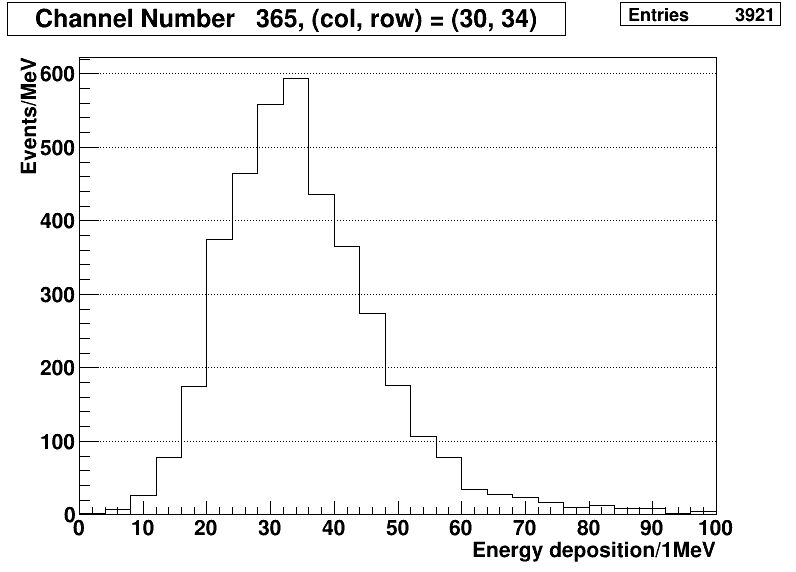 Channel Number 365, (col, row) = (30, 34)
Entries 3921
Events/MeV
600
500
400
300
200
100
0
0 10 20 30 40 50 60 70 80 90 100
Energy deposition/1MeV